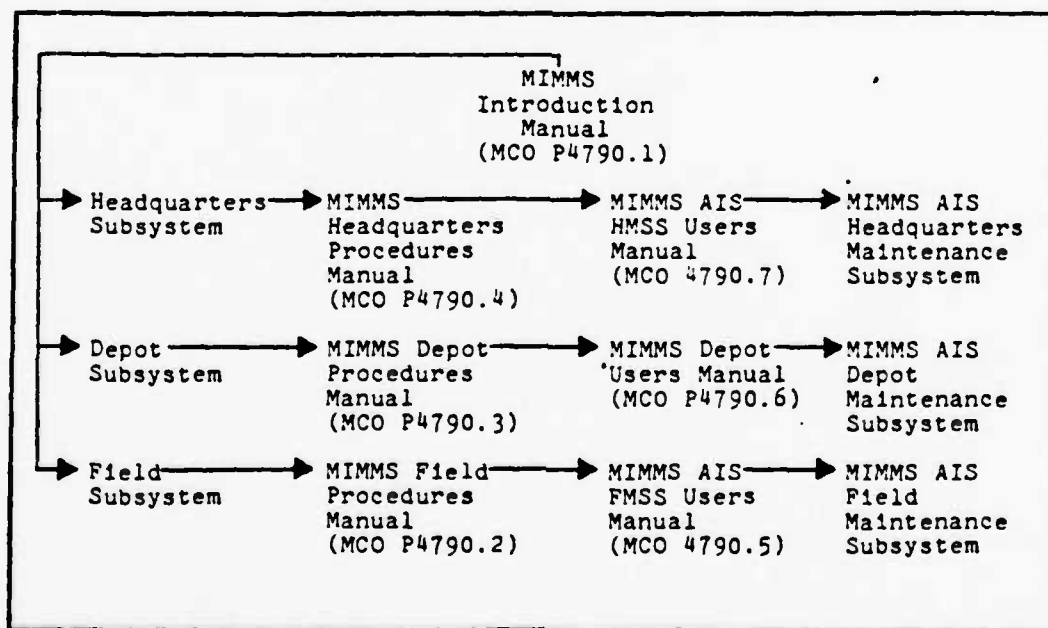 MIMMS
Introduction
Manual
(MCO P4790.1)
Headquarters
Subsystem
MIMMS
Headquarters
Procedures
Manual
(MCO P4790.4)
MIMMS AIS
HMSS Users
Manual
(MCO 4790.7)
MIMMS AIS
Headquarters
Maintenance
Subsystem
Depot
Subsystem
MIMMS Depot
Procedures
Manual
(MCO P4790.3)
MIMMS Depot
Users Manual
(MCO P4790.6)
MIMMS AIS
Depot
Maintenance
Subsystem
Field
Subsystem
MIMMS Field
Procedures
Manual
(MCO P4790.2)
MIMMS AIS
FMSS Users
Manual
(MCO 4790.5)
MIMMS AIS
Field
Maintenance
Subsystem